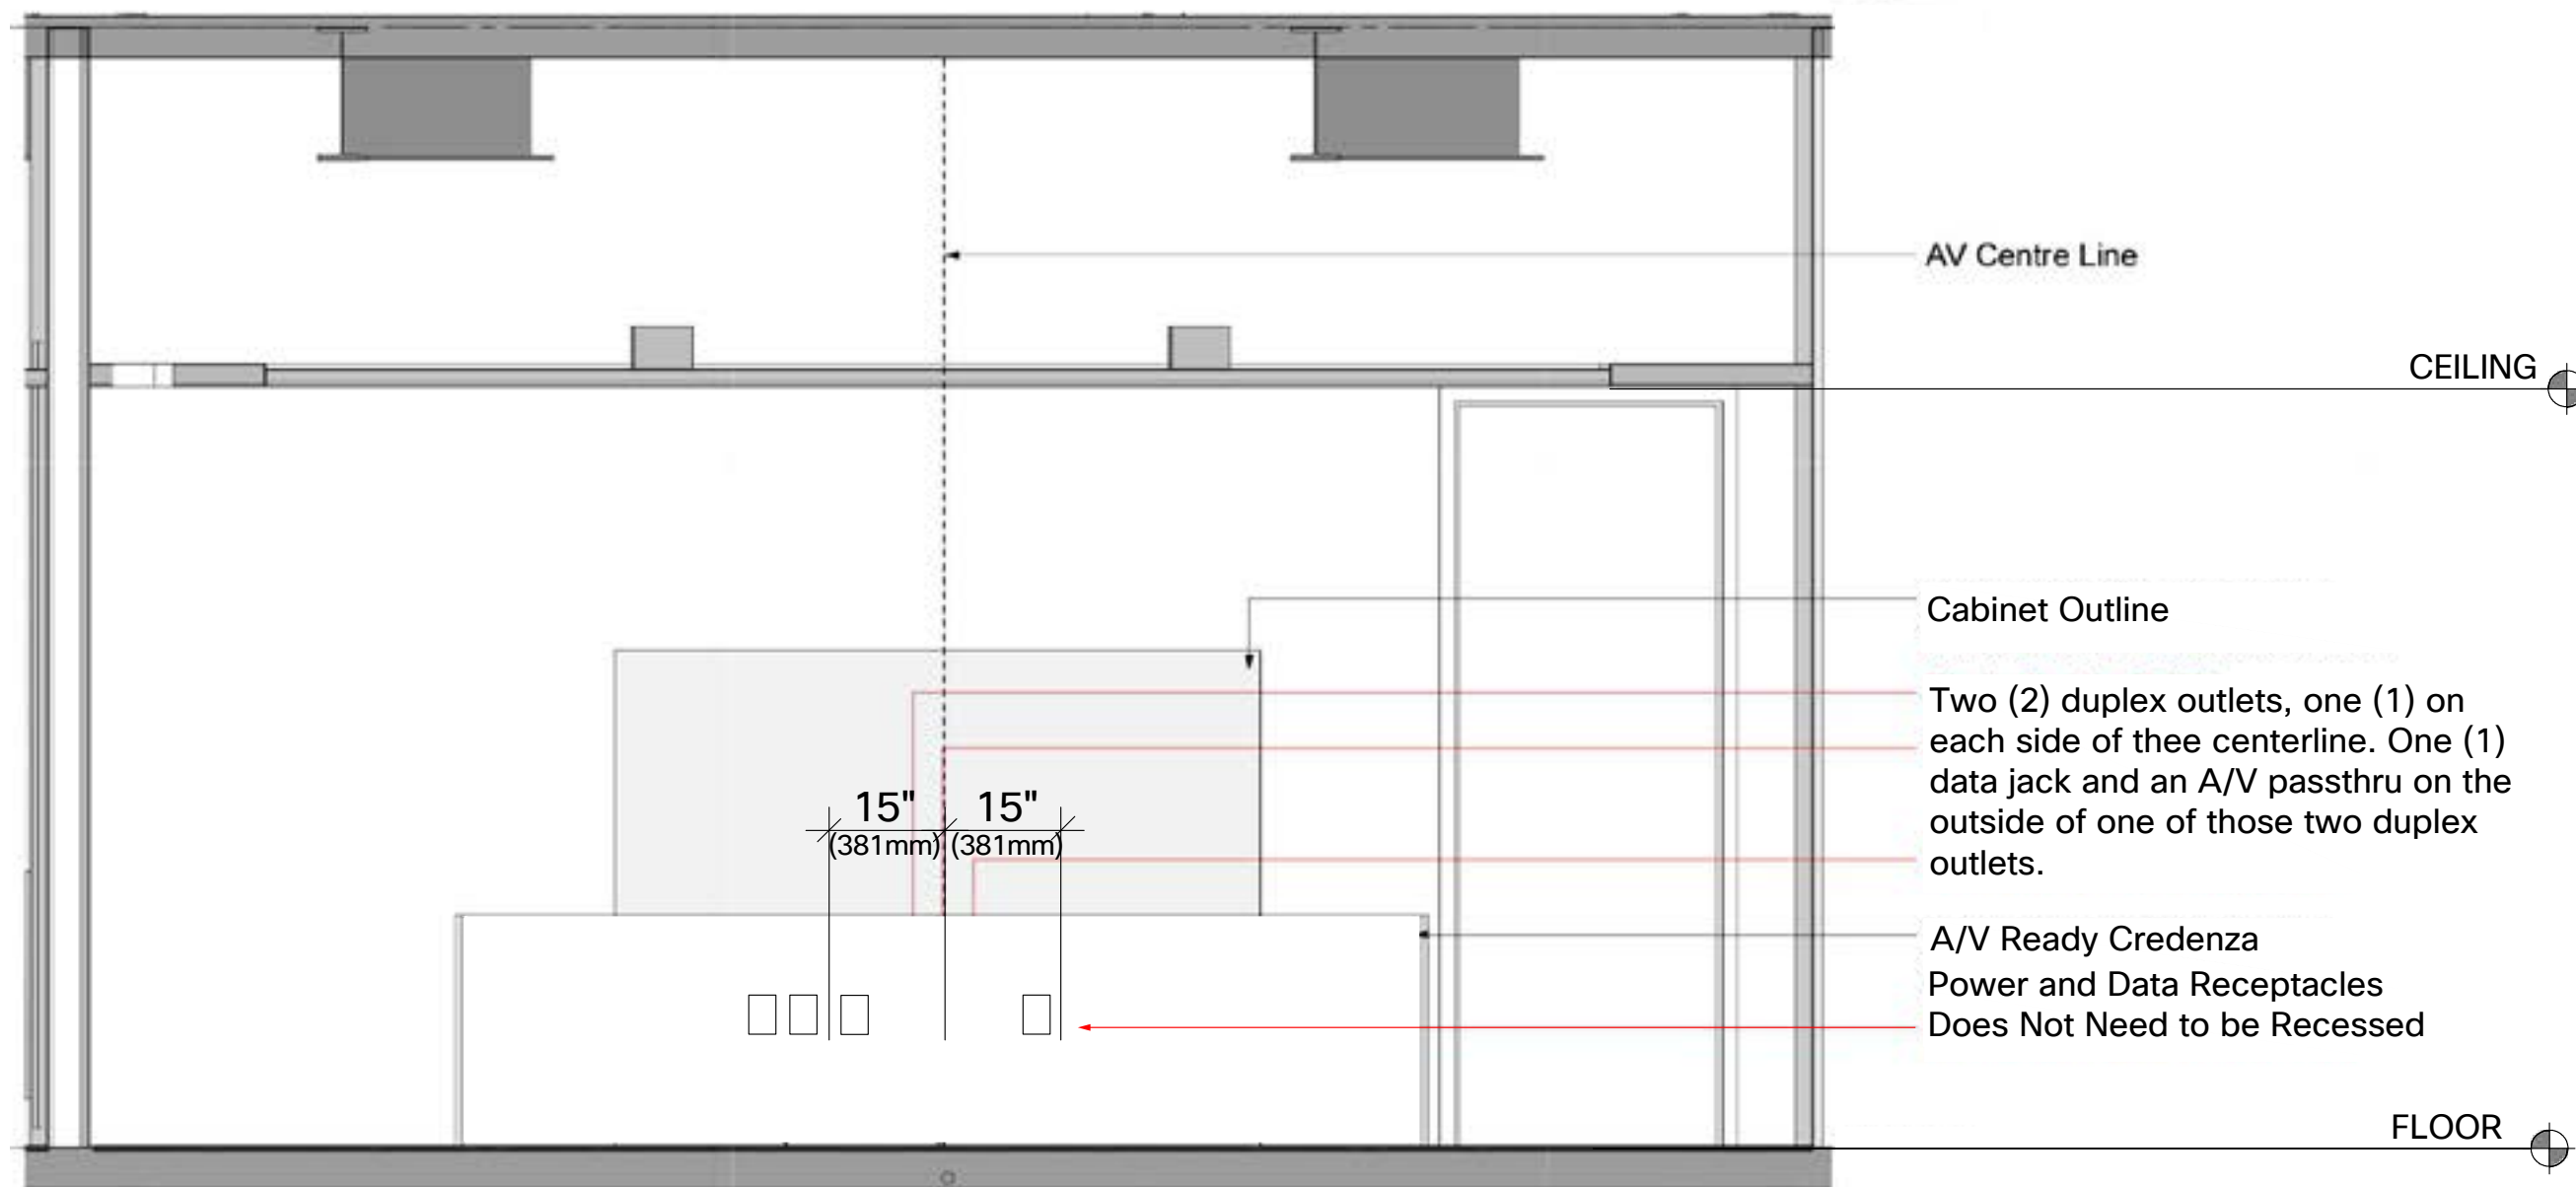 AV Centre Line
CEILING
Cabinet Outline
Two (2) duplex outlets, one (1) on
each side of thee centerline. One (1)
data jack and an A/V passthru on the
outside of one of those two duplex
outlets.
15" 15"
(381mm) (381mm)
A/V Ready Credenza
Power and Data Receptacles
Does Not Need to be Recessed
FLOOR